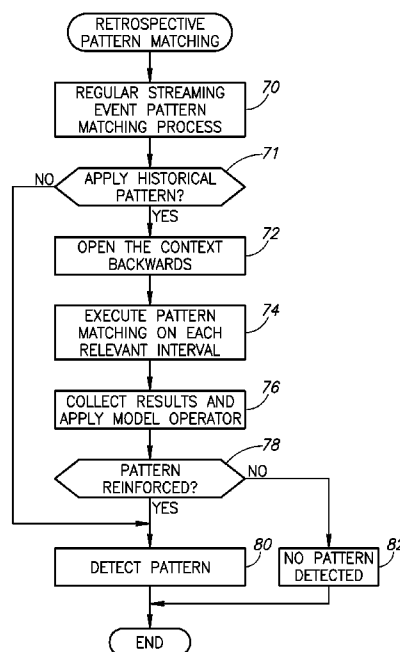 RETROSPECTIVE
PATTERN MATCHING
REGULAR STREAMING
EVENT PATTERN
MATCHING PROCESS
70
71
NO
APPLY HISTORICAL
PATTERN?
YES
72
OPEN THE CONTEXT
BACKWARDS
74
EXECUTE PATTERN
MATCHING ON EACH
RELEVANT INTERVAL
76
COLLECT RESULTS AND
APPLY MODEL OPERATOR
78
PATTERN
REINFORCED?
NO
YES
80
DETECT PATTERN
82
NO PATTERN
DETECTED
END